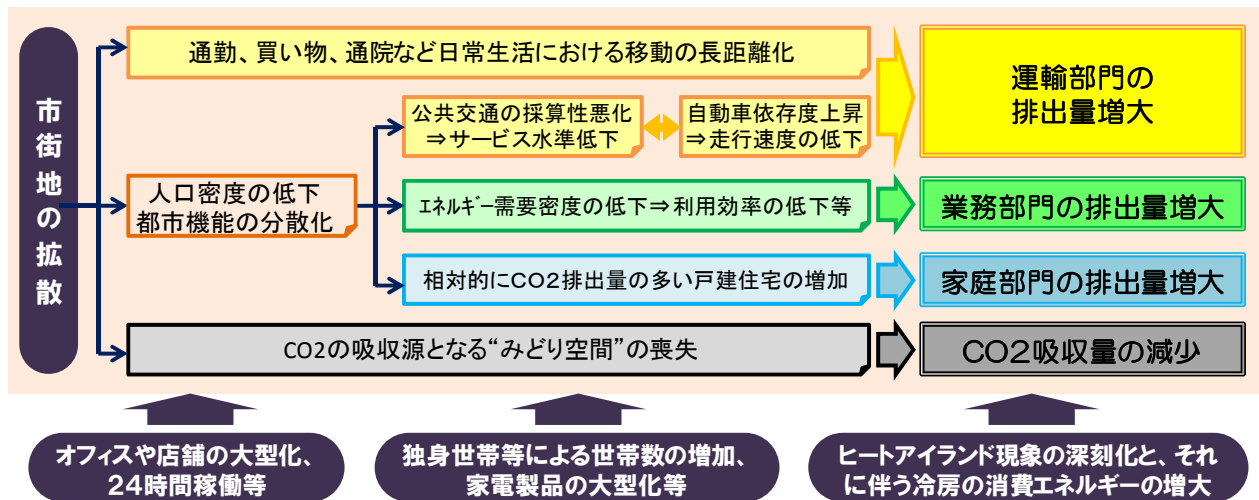 市街地の拡散
通勤、買い物、通院など日常生活における移動の長距離化
運輸部門の
排出量増大
公共交通の採算性悪化
⇒サービス水準低下
自動車依存度上昇
⇒走行速度の低下
人口密度の低下
都市機能の分散化
エネルギー需要密度の低下⇒利用効率の低下等
業務部門の排出量増大
相対的にCO2排出量の多い戸建住宅の増加
家庭部門の排出量増大
CO2の吸収源となる“みどり空間”の喪失
CO2吸収量の減少
オフィスや店舗の大型化、
24時間稼働等
独身世帯等による世帯数の増加、
家電製品の大型化等
ヒートアイランド現象の深刻化と、それ
に伴う冷房の消費エネルギーの増大